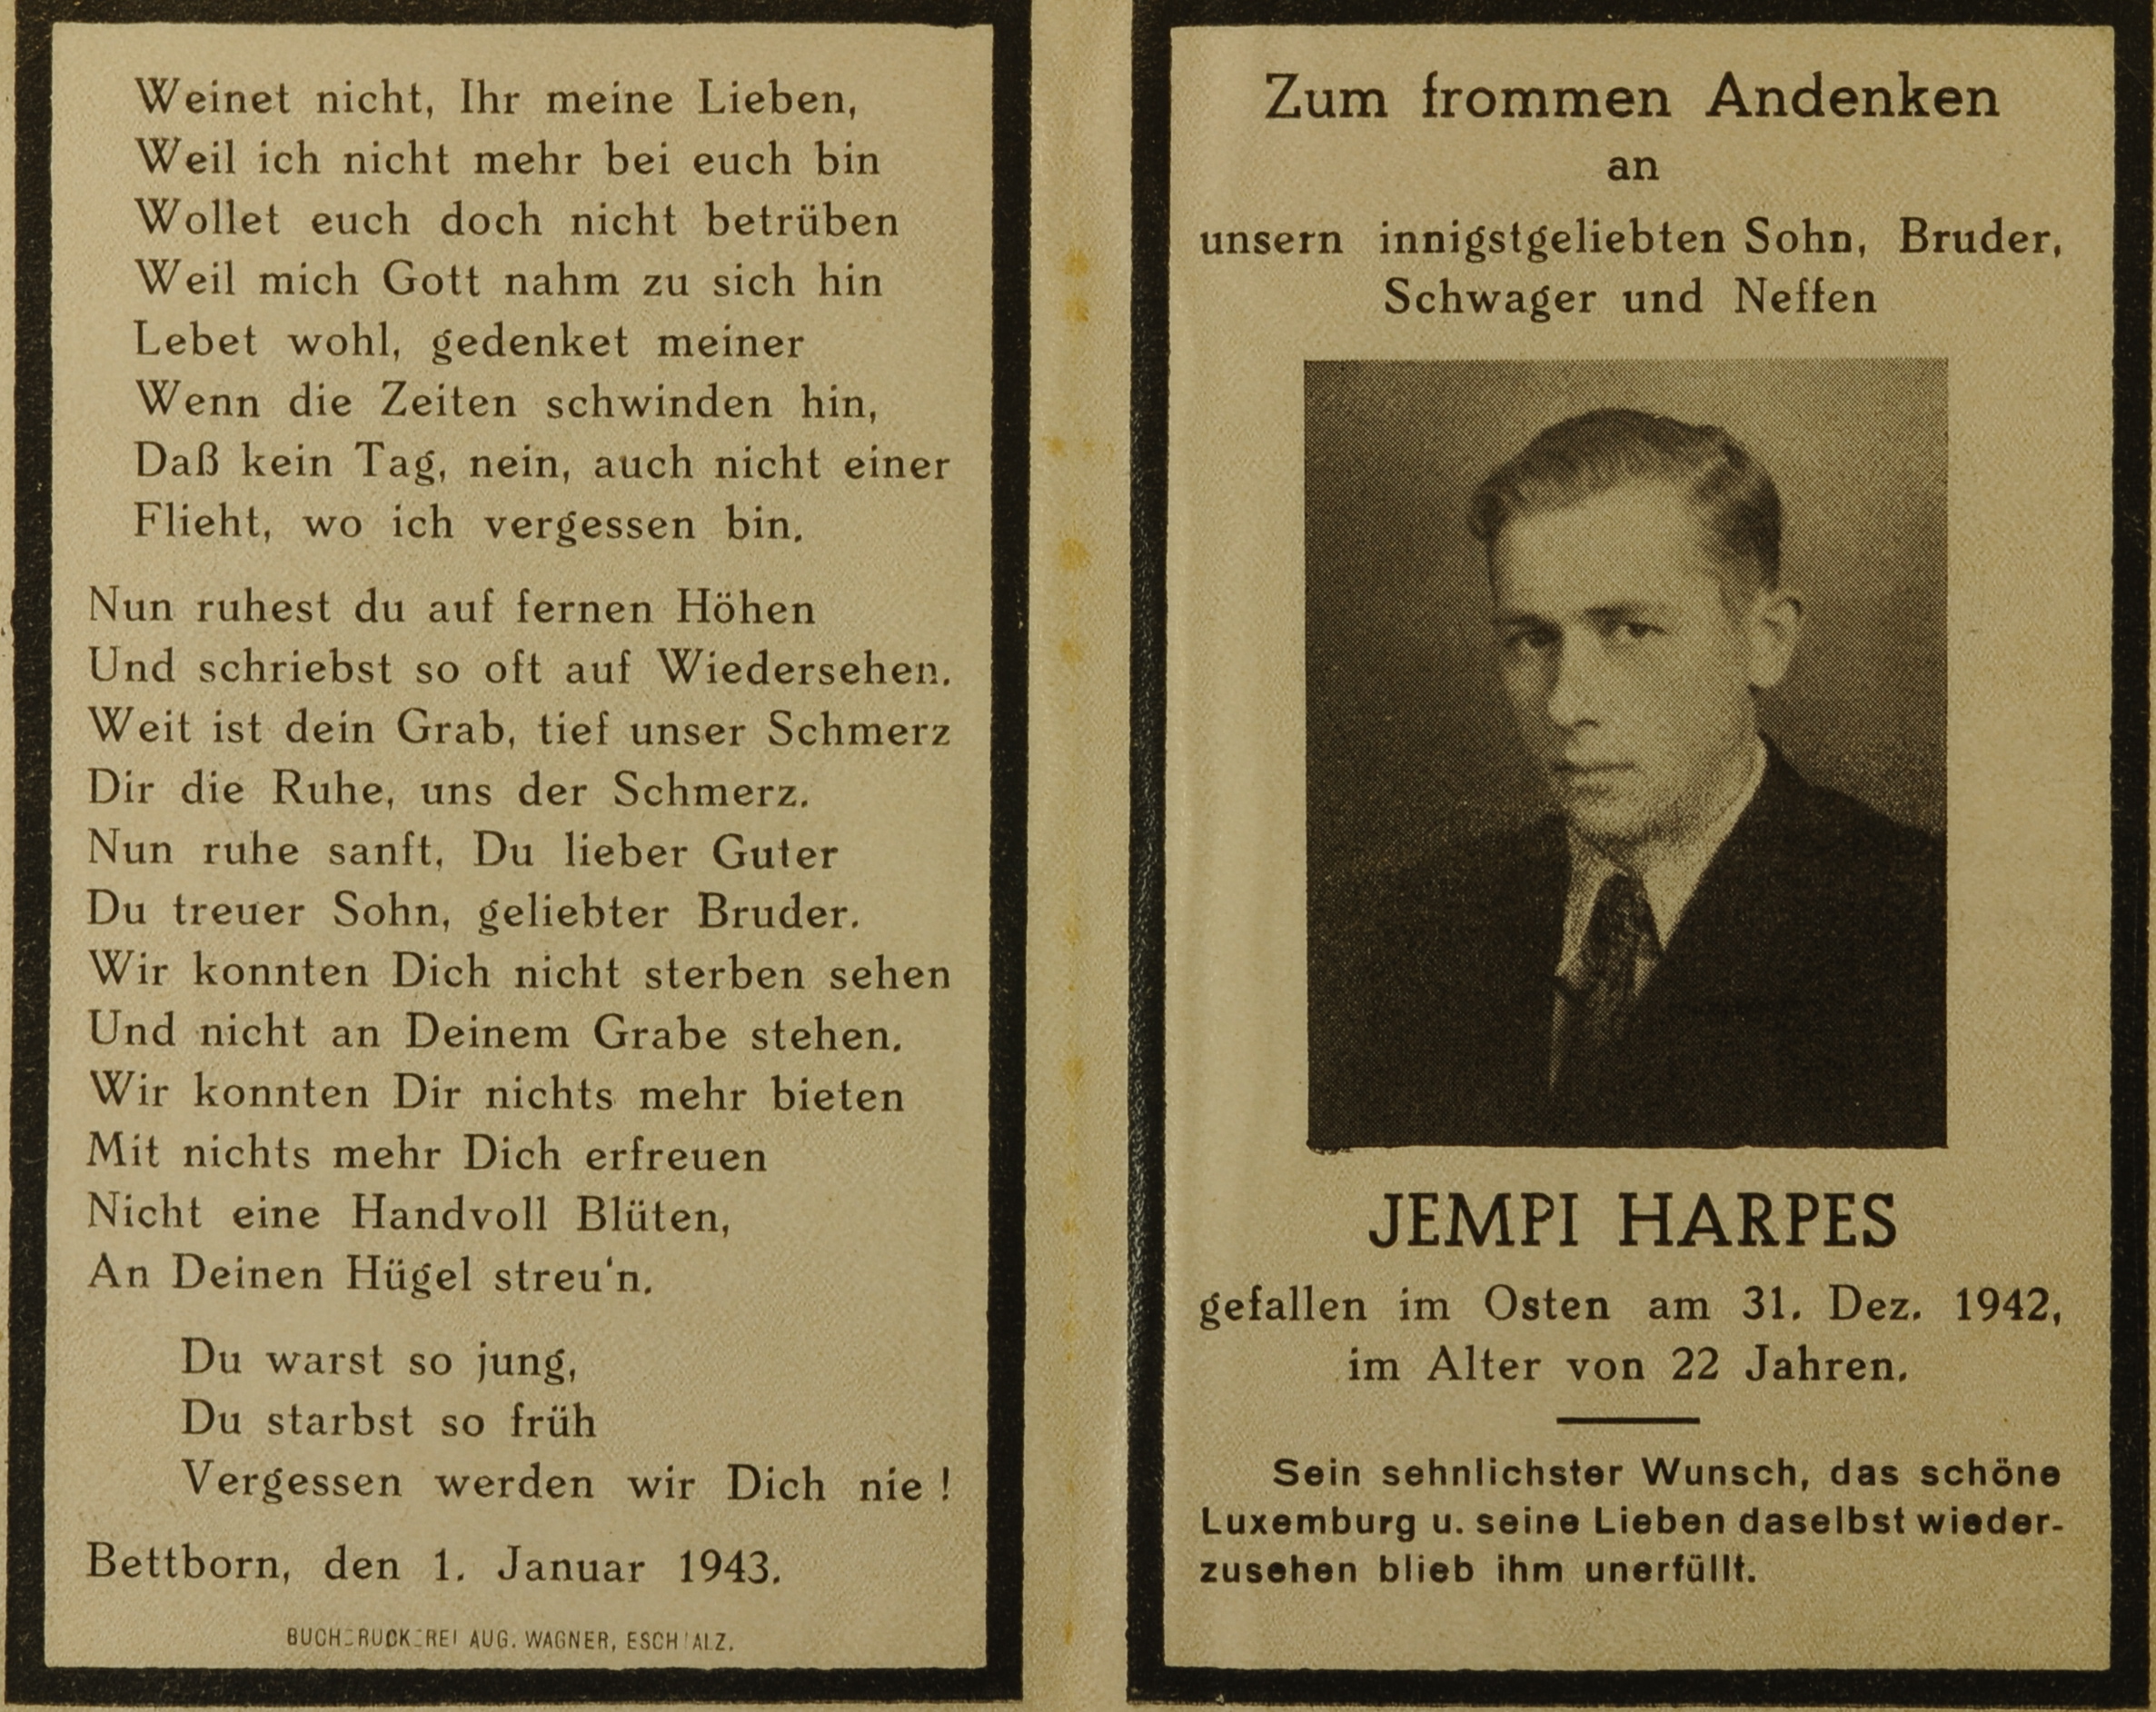 Weinet nicht, Ihr meine Lieben,
Weil ich nicht mehr bei euch bin
Wollet euch doch nicht betrüben
Weil mich Gott nahm zu sich hin
Lebet wohl, gedenket meiner
Wenn die Zeiten schwinden hin,
Daß kein Tag, nein, auch nicht einer
Flieht, wo ich vergessen bin.
Nun ruhest du auf fernen Höhen
Und schriebst so oft auf Wiedersehen.
Weit ist dein Grab, tief unser Schmerz
Dir die Ruhe, uns der Schmerz.
Nun ruhe sanft, Du lieber Guter
Du treuer Sohn, geliebter Bruder.
Wir konnten Dich nicht sterben sehen
Und nicht an Deinem Grabe stehen.
Wir konnten Dir nichts mehr bieten
Mit nichts mehr Dich erfreuen
Nicht eine Handvoll Blüten,
An Deinen Hügel streu'n.
Du warst so jung,
Du starbst so früh
Vergessen werden wir Dich nie !
Bettborn, den 1. Januar 1943.
BUCHDRUCKEREI AUG. WAGNER, ESCH/ALZ.
Zum frommen Andenken
an
unsern innigstgeliebten Sohn, Bruder,
Schwager und Neffen
JEMPI HARPES
gefallen im Osten am 31. Dez. 1942,
im Alter von 22 Jahren.
Sein sehnlichster Wunsch, das schöne
Luxemburg u. seine Lieben daselbst wieder-
zusehen blieb ihm unerfüllt.